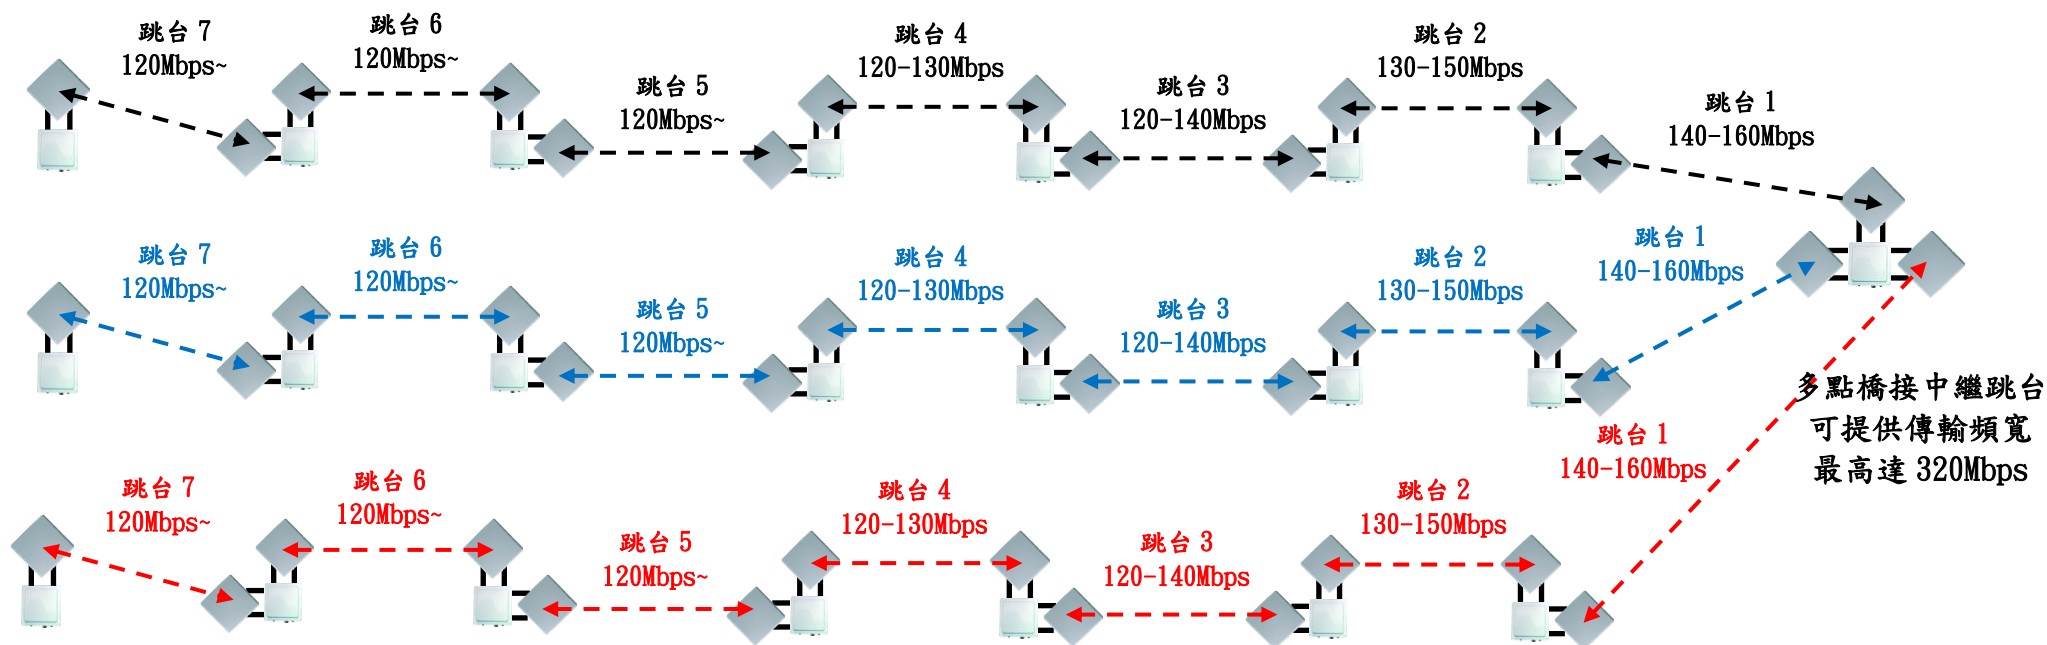 跳台 7
120Mbps~
跳台 6
120Mbps~
跳台 5
120Mbps~
跳台 4
120-130Mbps
跳台 3
120-140Mbps
跳台 2
130-150Mbps
跳台 1
140-160Mbps
跳台 7
120Mbps~
跳台 6
120Mbps~
跳台 5
120Mbps~
跳台 4
120-130Mbps
跳台 3
120-140Mbps
跳台 2
130-150Mbps
跳台 1
140-160Mbps
多點橋接中繼跳台
可提供傳輸頻寬
最高達 320Mbps
跳台 7
120Mbps~
跳台 6
120Mbps~
跳台 5
120Mbps~
跳台 4
120-130Mbps
跳台 3
120-140Mbps
跳台 2
130-150Mbps
跳台 1
140-160Mbps